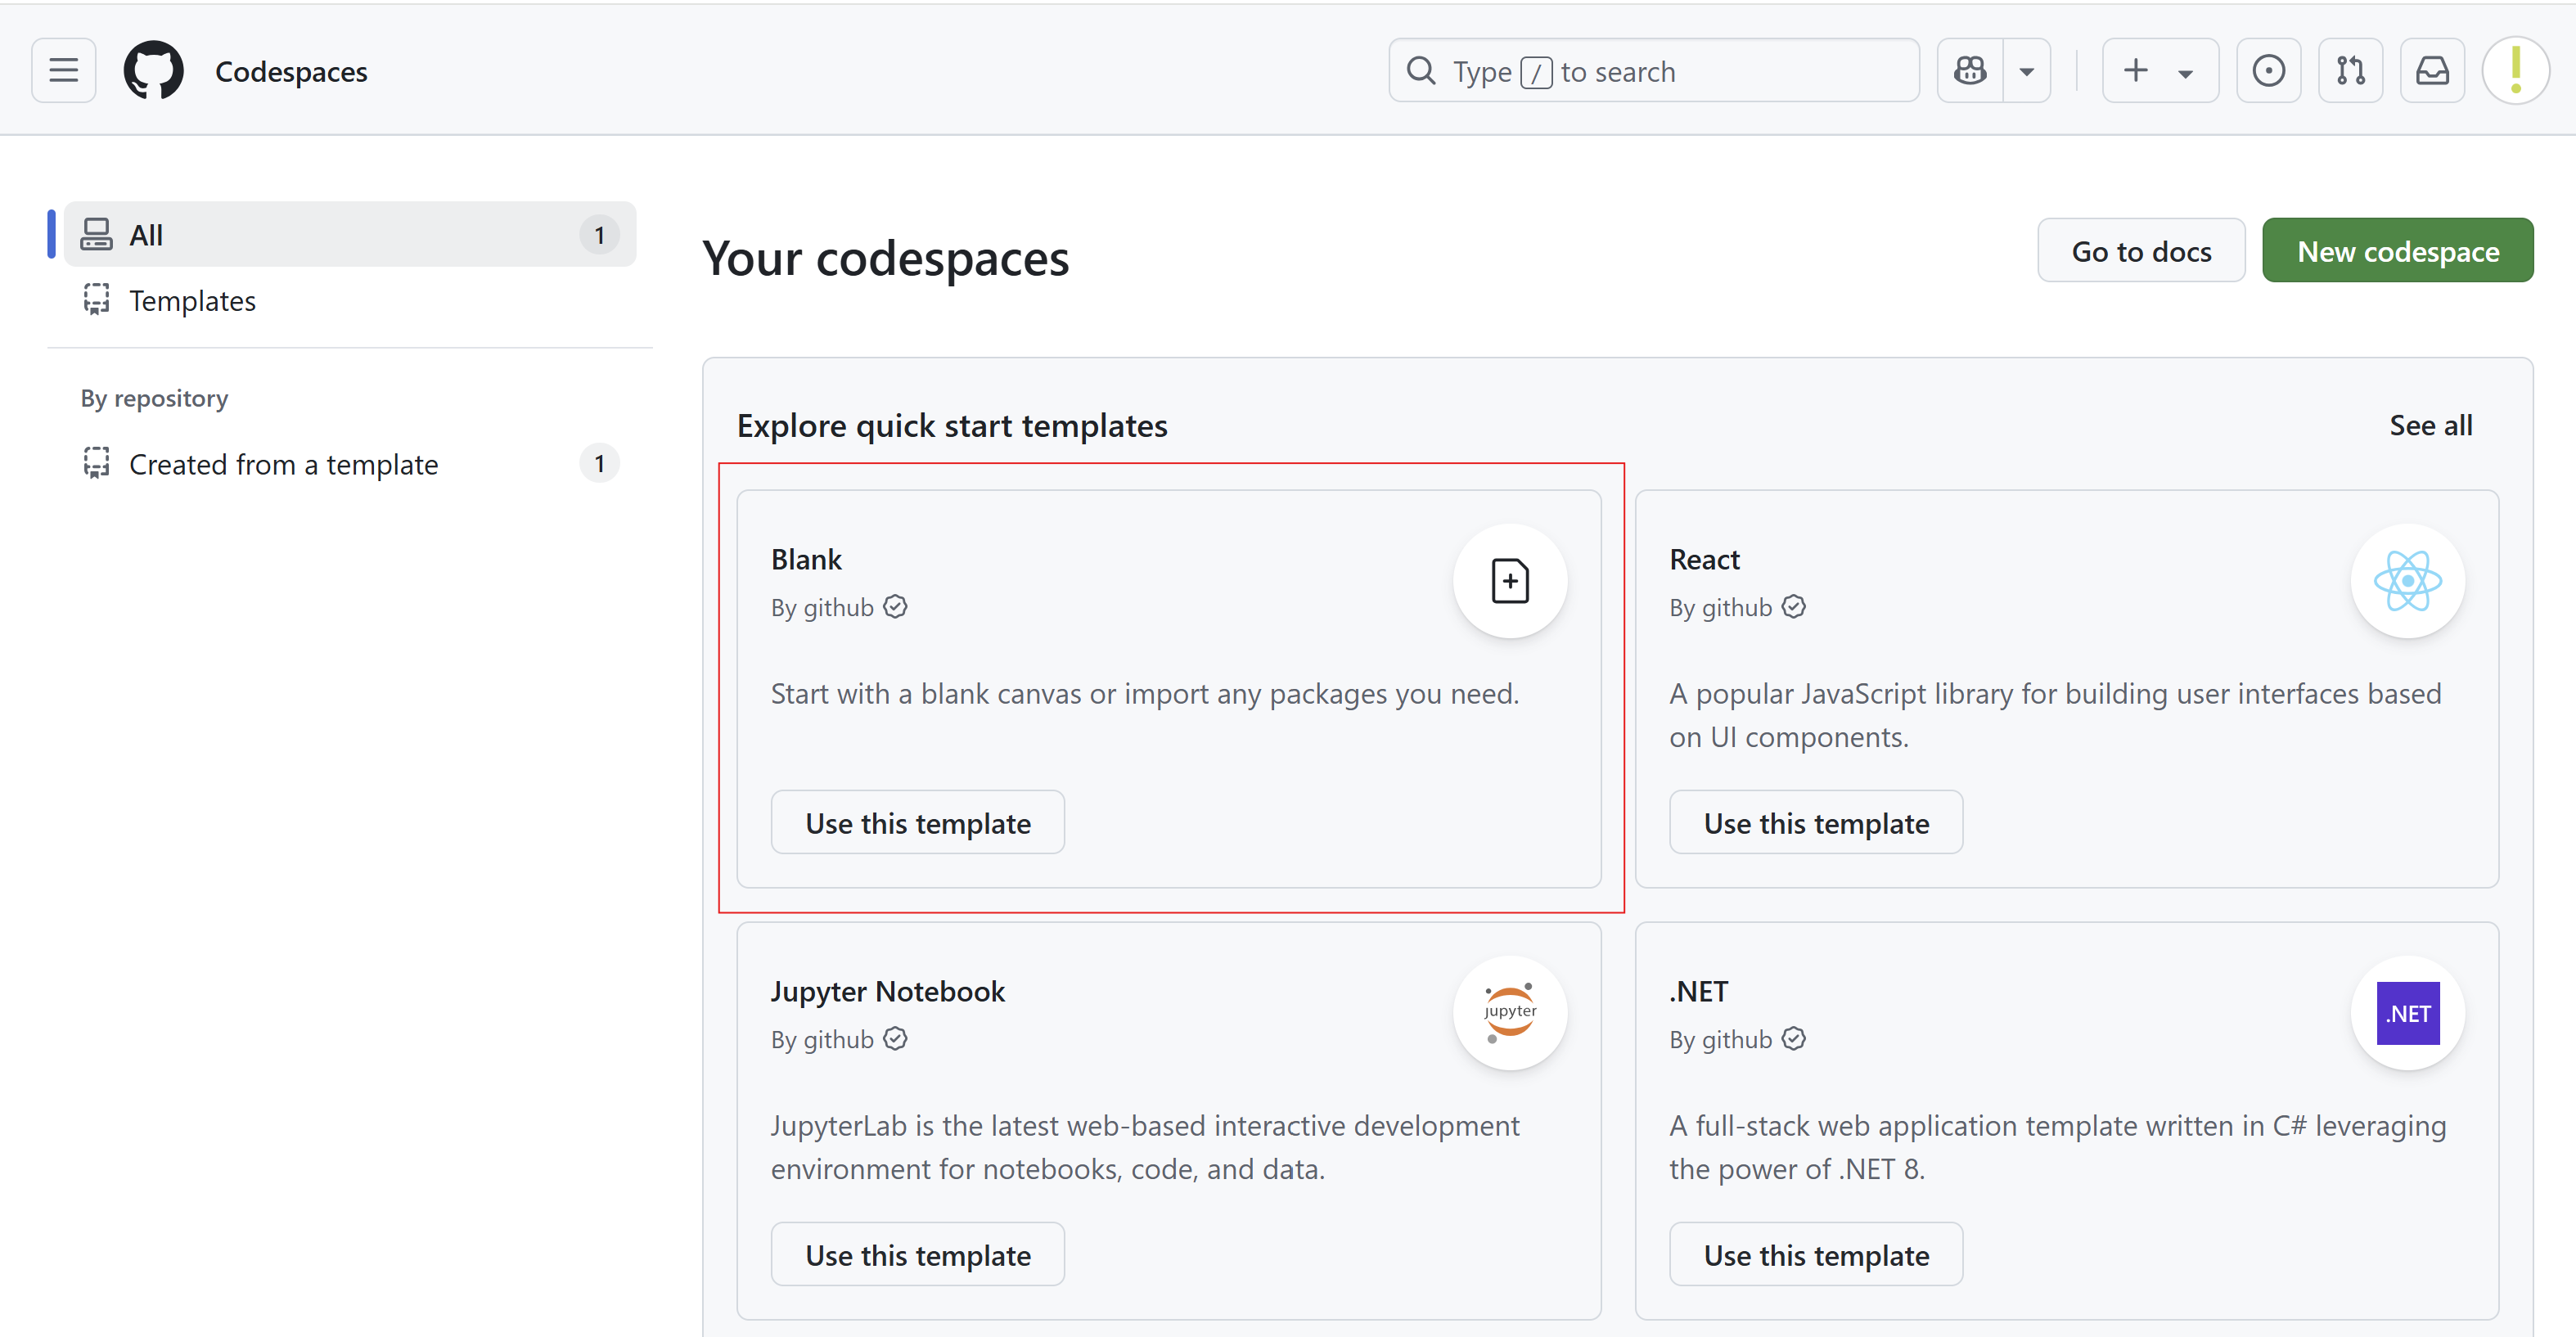 Codespaces
Type / to search
All 1
Templates
By repository
Created from a template 1
Your codespaces
Go to docs
New codespace
Explore quick start templates
See all
Blank
By github
Start with a blank canvas or import any packages you need.
Use this template
React
By github
A popular JavaScript library for building user interfaces based
on UI components.
Use this template
Jupyter Notebook
By github
jupyter
JupyterLab is the latest web-based interactive development
environment for notebooks, code, and data.
Use this template
.NET
By github
.NET
A full-stack web application template written in C# leveraging
the power of .NET 8.
Use this template